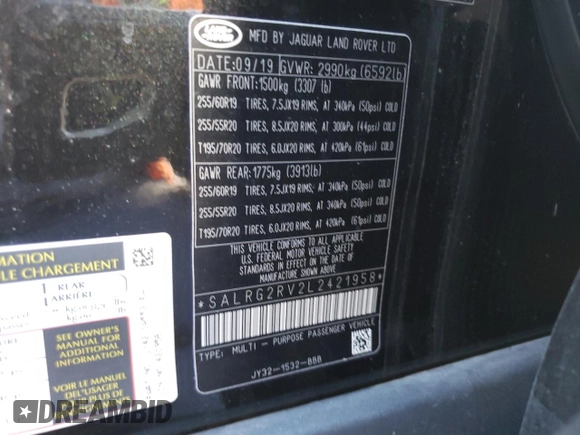 LAND ROVER
MFD BY JAGUAR LAND ROVER LTD
DATE:09/19 GVWR: 2990kg (6592lb
GAWR FRONT:1500kg (3307 lb)
255/60R19 TIRES, 7.5JX19 RIMS, AT 340kPa (50psi) COLD
255/55R20 TIRES, 8.5JX20 RIMS, AT 300kPa (44psi) COLD
T195/70R20 TIRES, 6.0JX20 RIMS, AT 420kPa (61psi) COLD
GAWR REAR:1775kg (3913lb)
255/60R19 TIRES, 7.5JX19 RIMS, AT 340kPa (50psi) COLD
255/55R20 TIRES, 8.5JX20 RIMS, AT 340kPa (50psi) COLD
T195/70R20 TIRES, 6.0JX20 RIMS, AT 420kPa (61psi) COLD
THIS VEHICLE CONFORMS TO ALL APPLICABLE
U.S. FEDERAL MOTOR VEHICLE SAFETY
STANDARDS IN EFFECT ON THE DATE OF
MANUFACTURE SHOWN ABOVE
*SALRG2RV2L2421958*
TYPE: MULTI - PURPOSE PASSENGER VEHICLE
JY32-1532-BBB
RMATION
LE CHARGEMENT
REAR
ARRIÈRE
SEE OWNER'S
MANUAL FOR
ADDITIONAL
INFORMATION
VOIR LE MANUEL
DE L'USAGER
DREAMBID